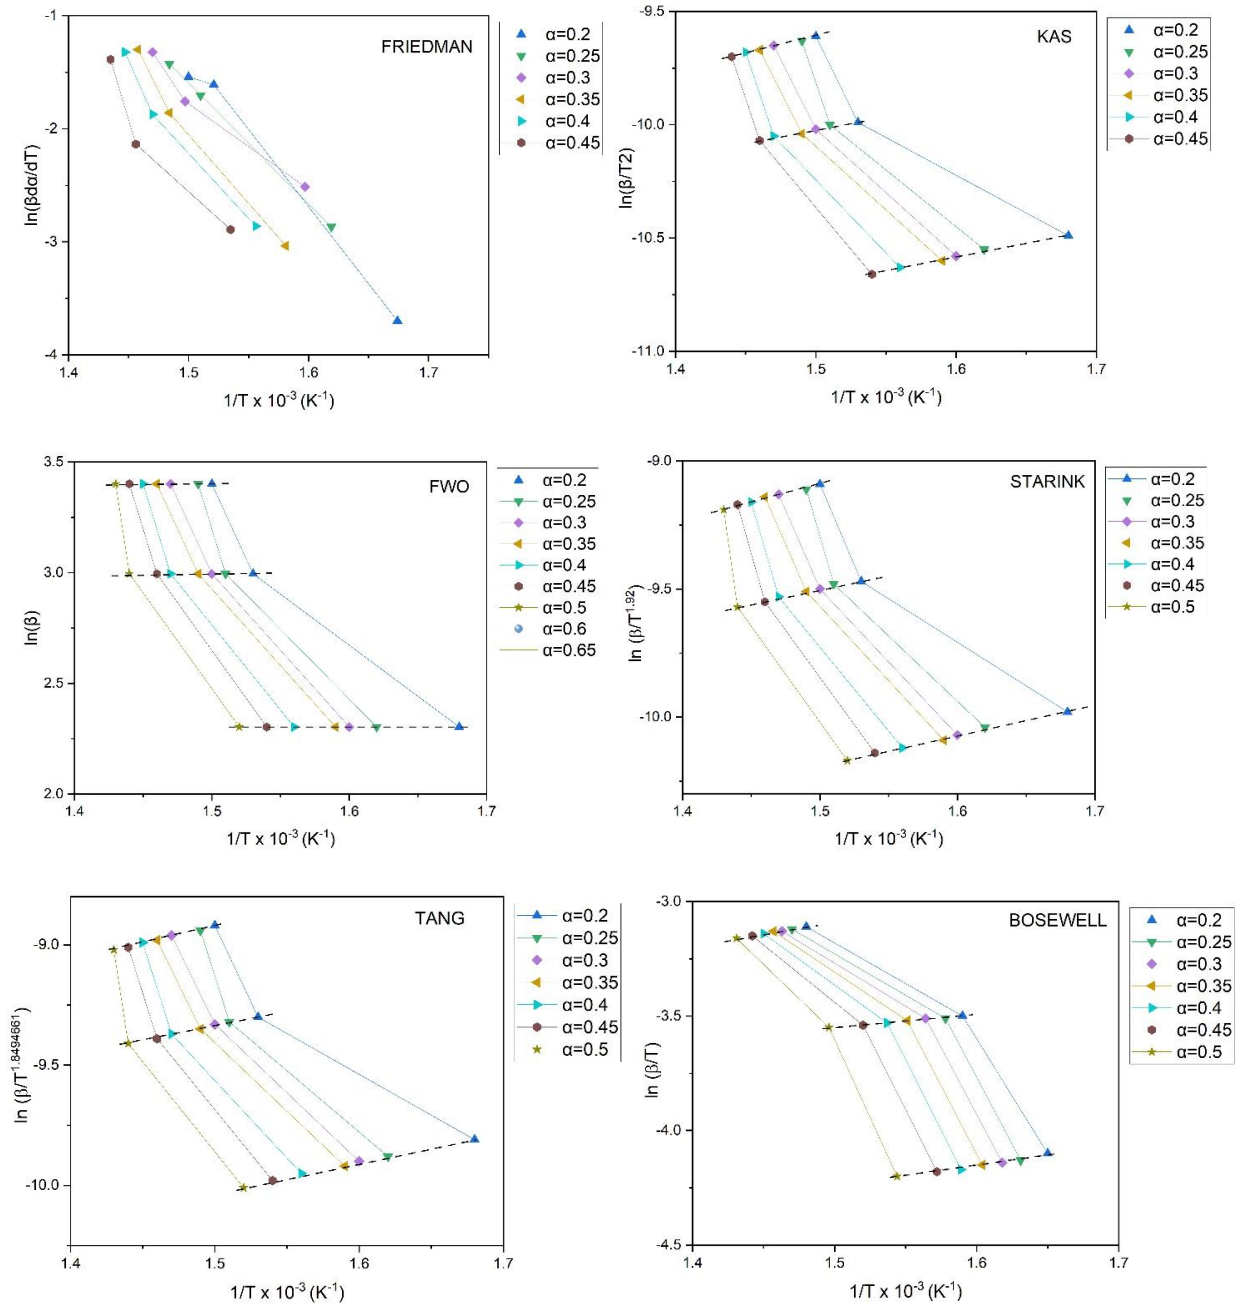 FRIEDMAN
-1
-2
-3
-4
ln(βdα/dT)
1.4 1.5 1.6 1.7
1/T x 10⁻³ (K⁻¹)
α=0.2
α=0.25
α=0.3
α=0.35
α=0.4
α=0.45
KAS
-9.5
-10.0
-10.5
-11.0
ln(β/T2)
1.4 1.5 1.6 1.7
1/T x 10⁻³ (K⁻¹)
α=0.2
α=0.25
α=0.3
α=0.35
α=0.4
α=0.45
FWO
3.5
3.0
2.5
2.0
ln(β)
1.4 1.5 1.6 1.7
1/T x 10⁻³ (K⁻¹)
α=0.2
α=0.25
α=0.3
α=0.35
α=0.4
α=0.45
α=0.5
α=0.6
α=0.65
STARINK
-9.0
-9.5
-10.0
ln (β/T¹·⁹²)
1.4 1.5 1.6 1.7
1/T x 10⁻³ (K⁻¹)
α=0.2
α=0.25
α=0.3
α=0.35
α=0.4
α=0.45
α=0.5
TANG
-9.0
-9.5
-10.0
ln (β/T¹·⁸⁴⁹⁴⁶⁶¹)
1.4 1.5 1.6 1.7
1/T x 10⁻³ (K⁻¹)
α=0.2
α=0.25
α=0.3
α=0.35
α=0.4
α=0.45
α=0.5
BOSEWELL
-3.0
-3.5
-4.0
-4.5
ln (β/T)
1.4 1.5 1.6 1.7
1/T x 10⁻³ (K⁻¹)
α=0.2
α=0.25
α=0.3
α=0.35
α=0.4
α=0.45
α=0.5